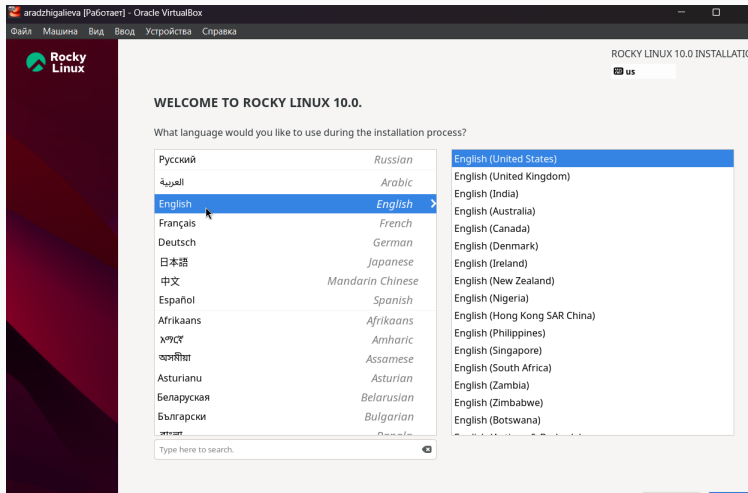 aradzhigalieva [Работает] - Oracle VirtualBox
Файл Машина Вид Ввод Устройства Справка
Rocky
Linux
ROCKY LINUX 10.0 INSTALLATIO
us
WELCOME TO ROCKY LINUX 10.0.
What language would you like to use during the installation process?
Русский Russian
العربية Arabic
English English
Français French
Deutsch German
日本語 Japanese
中文 Mandarin Chinese
Español Spanish
Afrikaans Afrikaans
አማርኛ Amharic
অসমীয়া Assamese
Asturianu Asturian
Беларуская Belarusian
Български Bulgarian
বাংলা Bangla
English (United States)
English (United Kingdom)
English (India)
English (Australia)
English (Canada)
English (Denmark)
English (Ireland)
English (New Zealand)
English (Nigeria)
English (Hong Kong SAR China)
English (Philippines)
English (Singapore)
English (South Africa)
English (Zambia)
English (Zimbabwe)
English (Botswana)
Type here to search.